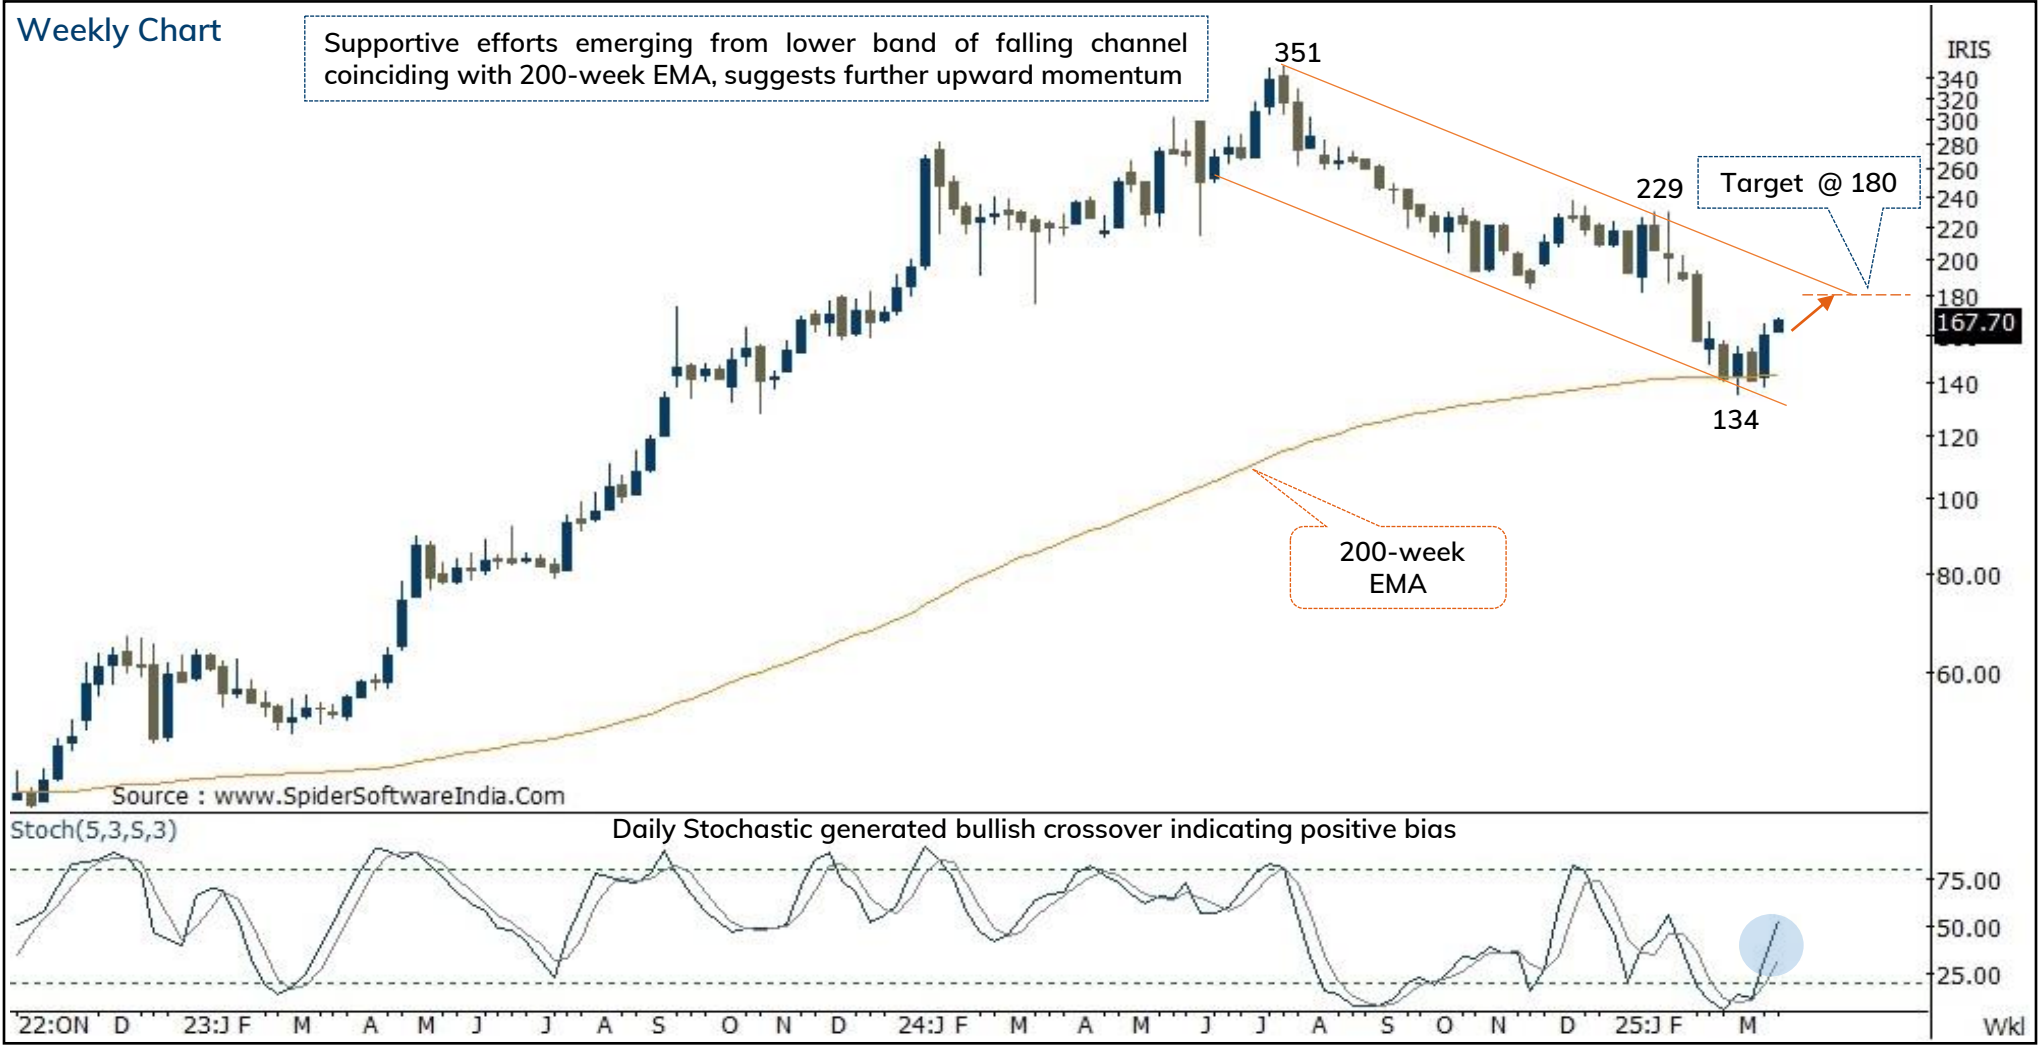 Weekly Chart
Supportive efforts emerging from lower band of falling channel
coinciding with 200-week EMA, suggests further upward momentum
351
IRIS
340
320
300
280
260
240
220
200
180
167.70
140
120
100
80.00
60.00
229
Target @ 180
134
200-week
EMA
Source : www.SpiderSoftwareIndia.Com
Stoch(5,3,S,3)
Daily Stochastic generated bullish crossover indicating positive bias
75.00
50.00
25.00
22:ON D 23:J F M A M J J A S O N D 24:J F M A M J J A S O N D 25:J F M Wkl